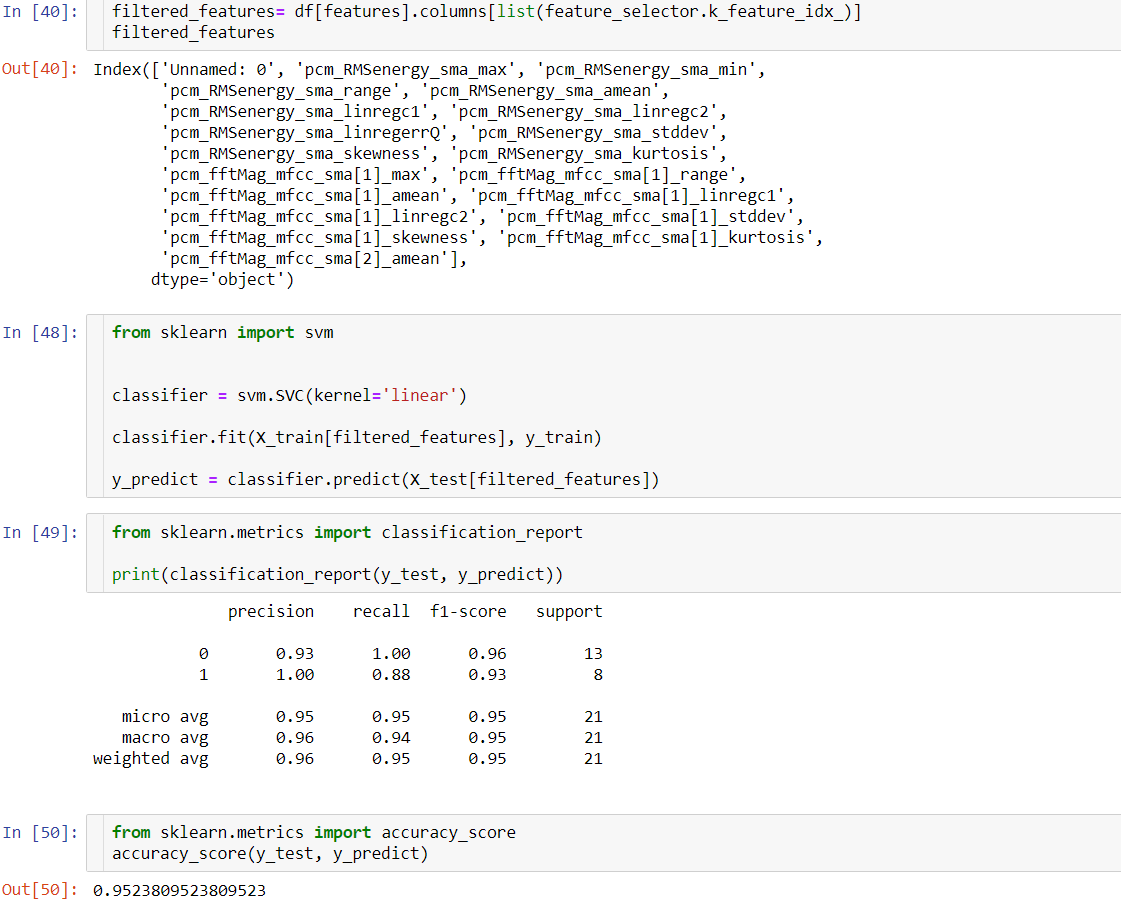 In [40]: filtered_features= df[features].columns[list(feature_selector.k_feature_idx_)]
filtered_features
Out[40]: Index(['Unnamed: 0', 'pcm_RMSenergy_sma_max', 'pcm_RMSenergy_sma_min',
'pcm_RMSenergy_sma_range', 'pcm_RMSenergy_sma_amean',
'pcm_RMSenergy_sma_linregc1', 'pcm_RMSenergy_sma_linregc2',
'pcm_RMSenergy_sma_linregerrQ', 'pcm_RMSenergy_sma_stddev',
'pcm_RMSenergy_sma_skewness', 'pcm_RMSenergy_sma_kurtosis',
'pcm_fftMag_mfcc_sma[1]_max', 'pcm_fftMag_mfcc_sma[1]_range',
'pcm_fftMag_mfcc_sma[1]_amean', 'pcm_fftMag_mfcc_sma[1]_linregc1',
'pcm_fftMag_mfcc_sma[1]_linregc2', 'pcm_fftMag_mfcc_sma[1]_stddev',
'pcm_fftMag_mfcc_sma[1]_skewness', 'pcm_fftMag_mfcc_sma[1]_kurtosis',
'pcm_fftMag_mfcc_sma[2]_amean'],
dtype='object')
In [48]: from sklearn import svm
classifier = svm.SVC(kernel='linear')
classifier.fit(X_train[filtered_features], y_train)
y_predict = classifier.predict(X_test[filtered_features])
In [49]: from sklearn.metrics import classification_report
print(classification_report(y_test, y_predict))
precision recall f1-score support
0 0.93 1.00 0.96 13
1 1.00 0.88 0.93 8
micro avg 0.95 0.95 0.95 21
macro avg 0.96 0.94 0.95 21
weighted avg 0.96 0.95 0.95 21
In [50]: from sklearn.metrics import accuracy_score
accuracy_score(y_test, y_predict)
Out[50]: 0.9523809523809523